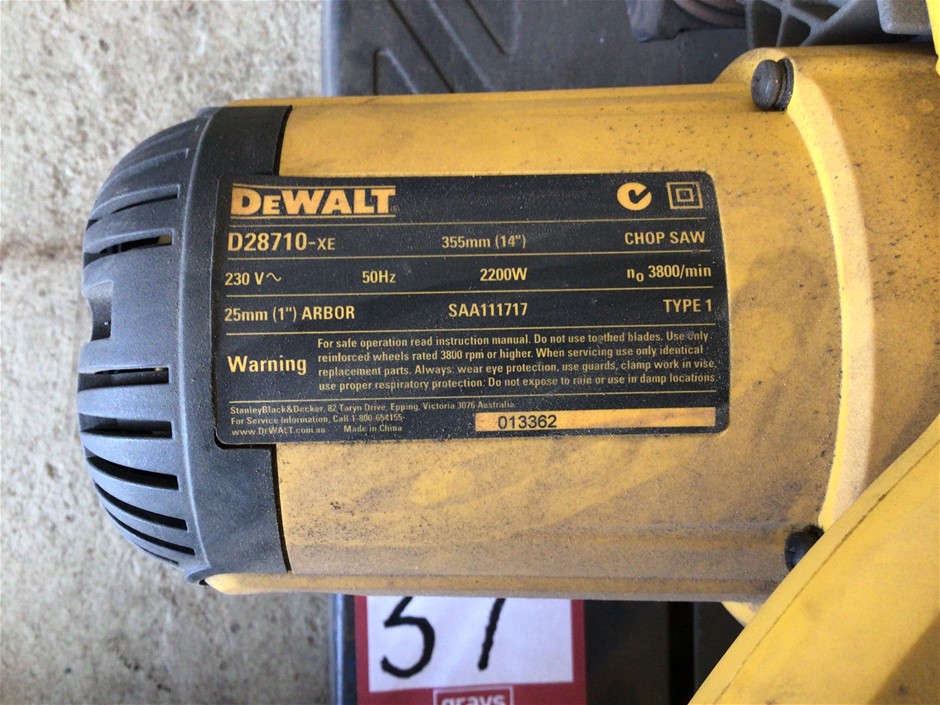 DEWALT
D28710-XE 355mm (14") CHOP SAW
230 V~ 50Hz 2200W n₀ 3800/min
25mm (1") ARBOR SAA111717 TYPE 1
Warning
For safe operation read instruction manual. Do not use toothed blades. Use only
reinforced wheels rated 3800 rpm or higher. When servicing use only identical
replacement parts. Always: wear eye protection, use guards, clamp work in vise,
use proper respiratory protection. Do not expose to rain or use in damp locations.
StanleyBlack&Decker, 82 Taryn Drive, Epping, Victoria 3076 Australia
For Service Information, Call 1-800-654155
www.DEWALT.com.au Made in China
013362
grays